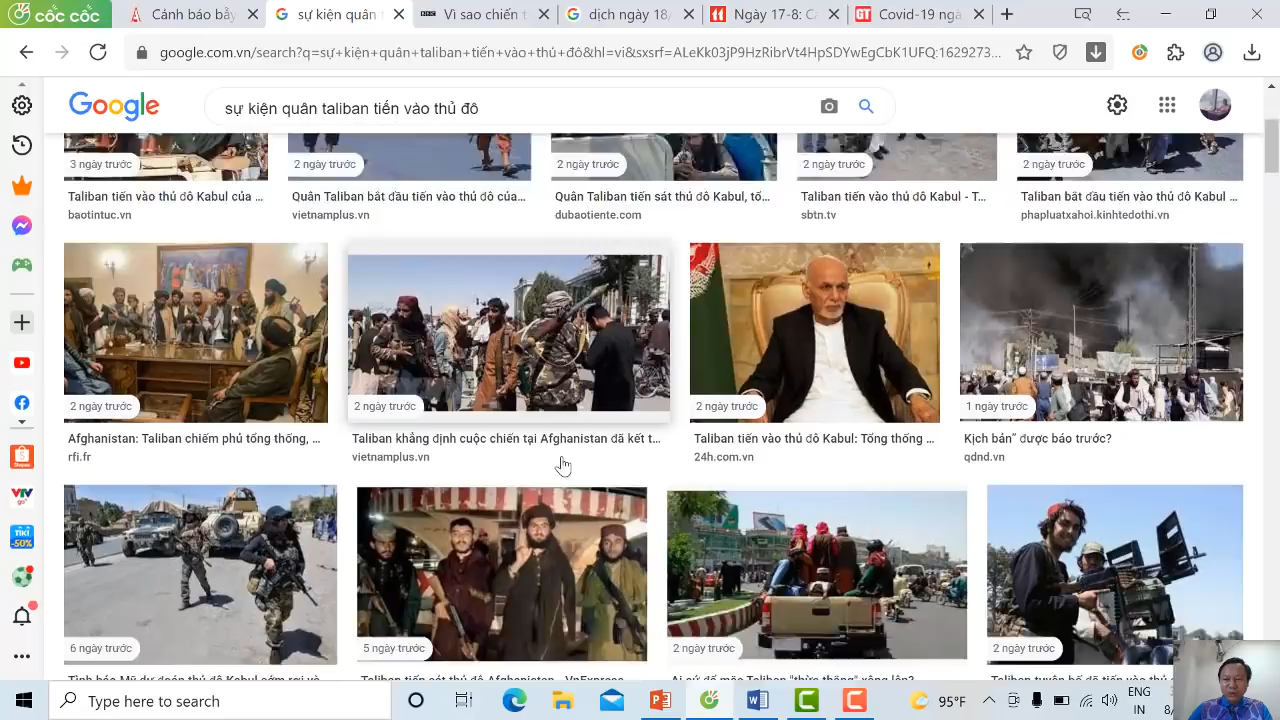 cốc cốc
Cảnh báo bẫy
sự kiện quân t
Vì sao chiến t
dịch ngày 18/
Ngày 17-8: C
Covid-19 ng
google.com.vn/search?q=sự+kiện+quân+taliban+tiến+vào+thủ+đô&hl=vi&sxsrf=ALeKk03jP9HzRibrVt4HpSDYwEgCbK1UFQ:1629273...
Google
sự kiện quân taliban tiến vào thủ đô
3 ngày trước
2 ngày trước
2 ngày trước
2 ngày trước
2 ngày trước
Taliban tiến vào thủ đô Kabul của ...
Quân Taliban bắt đầu tiến vào thủ đô của...
Quân Taliban tiến sát thủ đô Kabul, tố...
Taliban tiến vào thủ đô Kabul - T...
Taliban bắt đầu tiến vào thủ đô Kabul ...
baotintuc.vn
vietnamplus.vn
dubaotiente.com
sbtn.tv
phapluatxahoi.kinhtedothi.vn
2 ngày trước
2 ngày trước
2 ngày trước
1 ngày trước
Afghanistan: Taliban chiếm phủ tổng thống, ...
Taliban khẳng định cuộc chiến tại Afghanistan đã kết t...
Taliban tiến vào thủ đô Kabul: Tổng thống ...
Kịch bản” được báo trước?
rfi.fr
vietnamplus.vn
24h.com.vn
qdnd.vn
6 ngày trước
5 ngày trước
2 ngày trước
2 ngày trước
Shopee
VTV
go
TIKI
-50%
Type here to search
95°F
ENG
IN